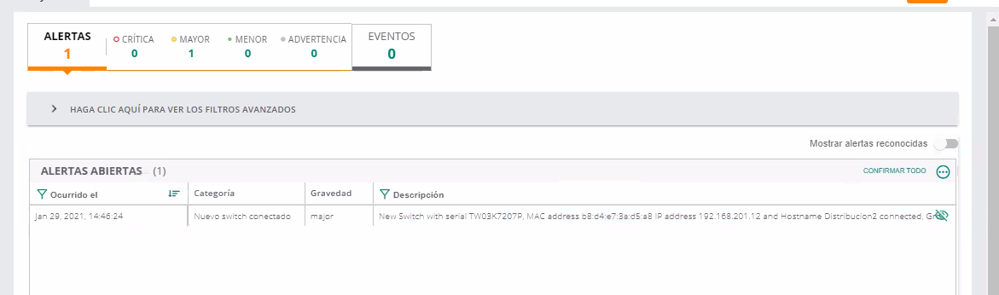 ALERTAS
1
CRÍTICA
0
MAYOR
1
MENOR
0
ADVERTENCIA
0
EVENTOS
0
HAGA CLIC AQUÍ PARA VER LOS FILTROS AVANZADOS
Mostrar alertas reconocidas
ALERTAS ABIERTAS (1)
CONFIRMAR TODO
Ocurrido el Categoría Gravedad Descripción
Jan 29, 2021, 14:46:24 Nuevo switch conectado major New Switch with serial TW03K7207P, MAC address b8:d4:e7:3a:d5:a8 IP address 192.168.201.12 and Hostname Distribucion2 connected,